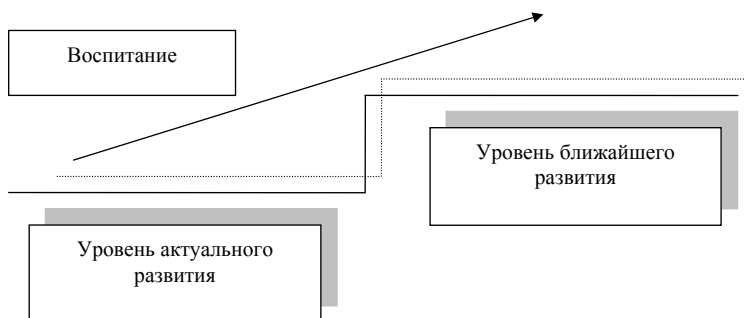 Воспитание
Уровень ближайшего
развития
Уровень актуального
развития